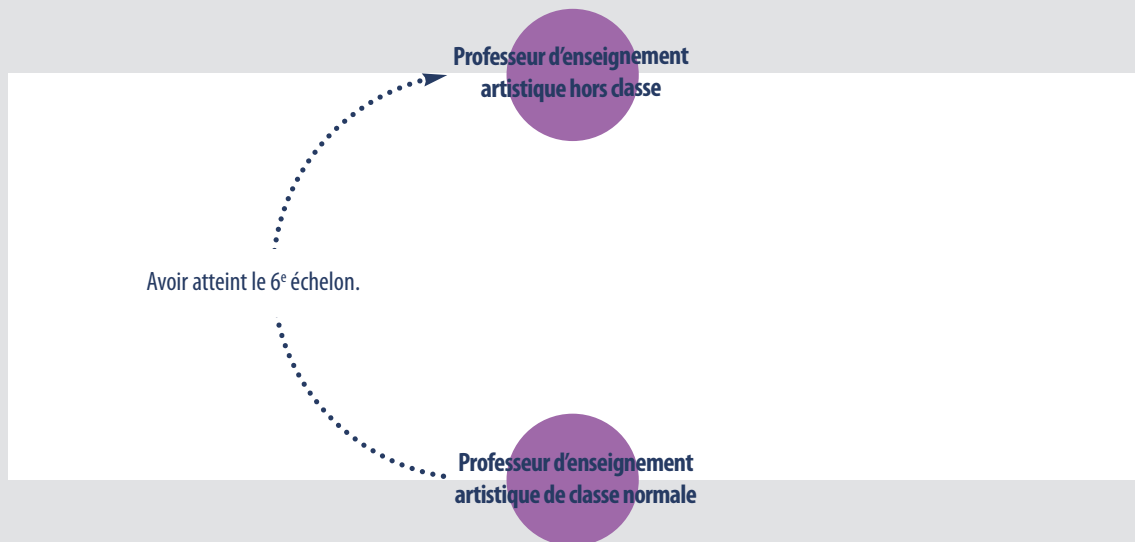 Professeur d'enseignement
artistique hors classe
Avoir atteint le 6e échelon.
Professeur d'enseignement
artistique de classe normale